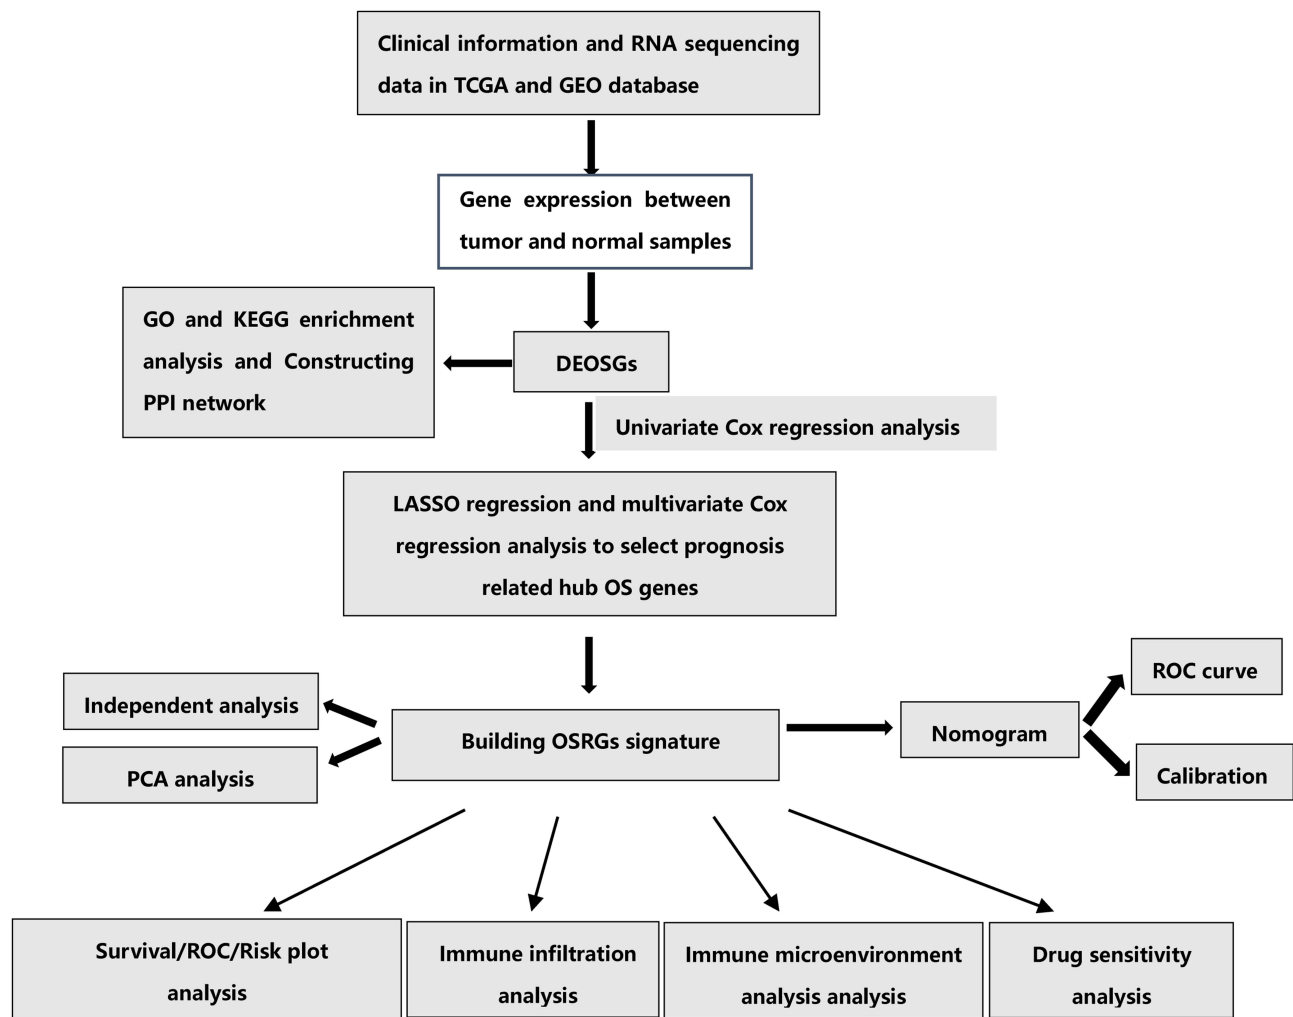 Clinical information and RNA sequencing
data in TCGA and GEO database
Gene expression between
tumor and normal samples
GO and KEGG enrichment
analysis and Constructing
PPI network
DEOSGs
Univariate Cox regression analysis
LASSO regression and multivariate Cox
regression analysis to select prognosis
related hub OS genes
Independent analysis
PCA analysis
Building OSRGs signature
Nomogram
ROC curve
Calibration
Survival/ROC/Risk plot
analysis
Immune infiltration
analysis
Immune microenvironment
analysis analysis
Drug sensitivity
analysis